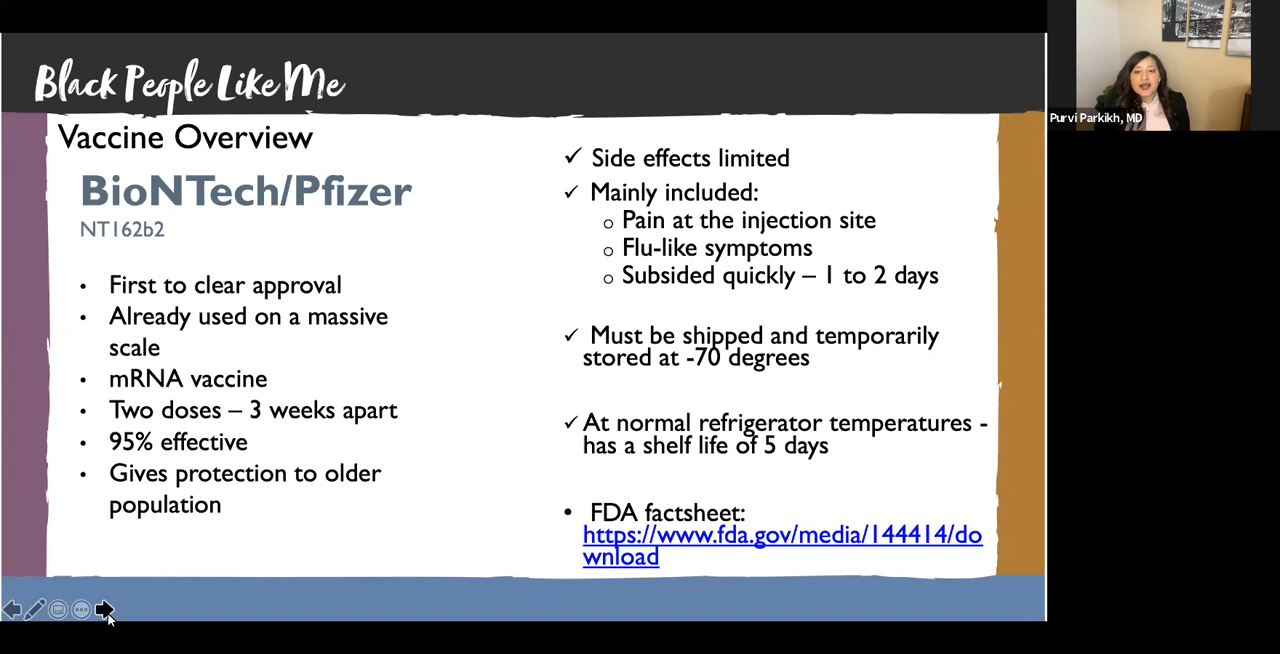 Black People Like Me
Purvi Parkikh, MD
Vaccine Overview
BioNTech/Pfizer
NT162b2
• First to clear approval
• Already used on a massive
scale
• mRNA vaccine
• Two doses – 3 weeks apart
• 95% effective
• Gives protection to older
population
✓ Side effects limited
✓ Mainly included:
o Pain at the injection site
o Flu-like symptoms
o Subsided quickly – 1 to 2 days
✓ Must be shipped and temporarily
stored at -70 degrees
✓ At normal refrigerator temperatures -
has a shelf life of 5 days
• FDA factsheet:
https://www.fda.gov/media/144414/do
wnload